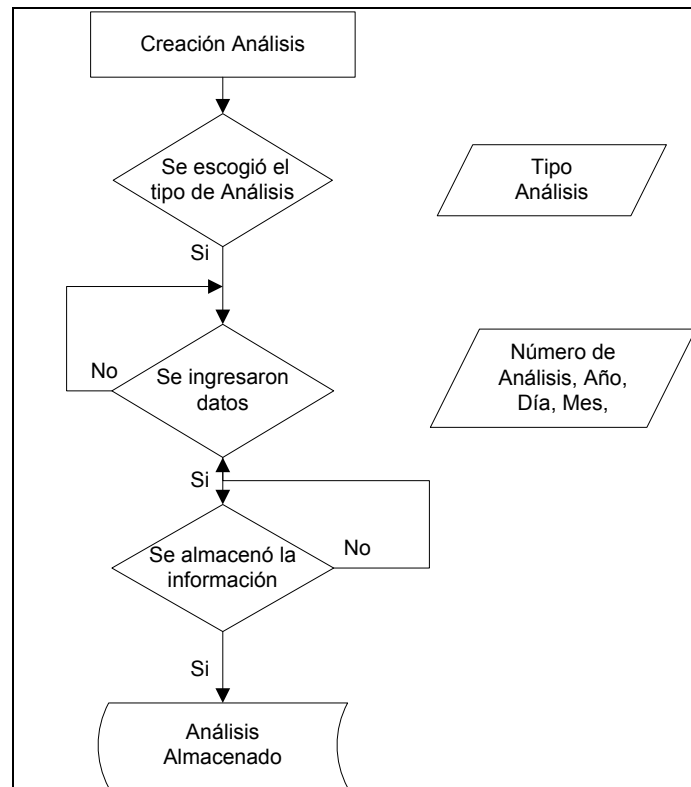 Creación Análisis
Se escogió el
tipo de Análisis
Tipo
Análisis
Si
No
Se ingresaron
datos
Número de
Análisis, Año,
Día, Mes,
Si
Se almacenó la
información
No
Si
Análisis
Almacenado